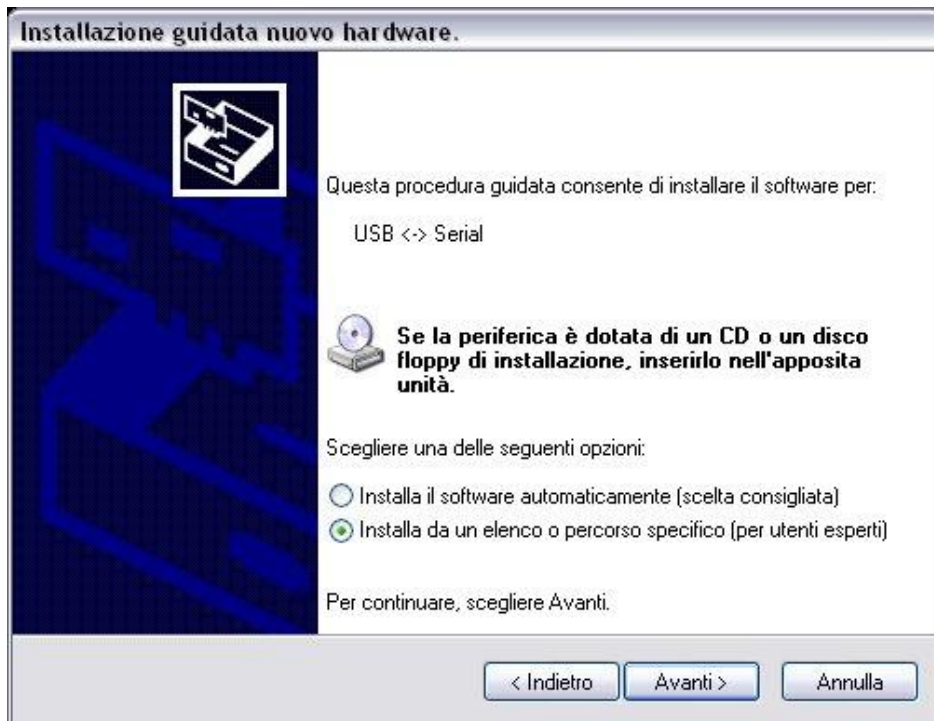 Installazione guidata nuovo hardware.
Questa procedura guidata consente di installare il software per:
USB <-> Serial
Se la periferica è dotata di un CD o un disco
floppy di installazione, inserirlo nell'apposita
unità.
Scegliere una delle seguenti opzioni:
Installa il software automaticamente (scelta consigliata)
Installa da un elenco o percorso specifico (per utenti esperti)
Per continuare, scegliere Avanti.
< Indietro Avanti > Annulla